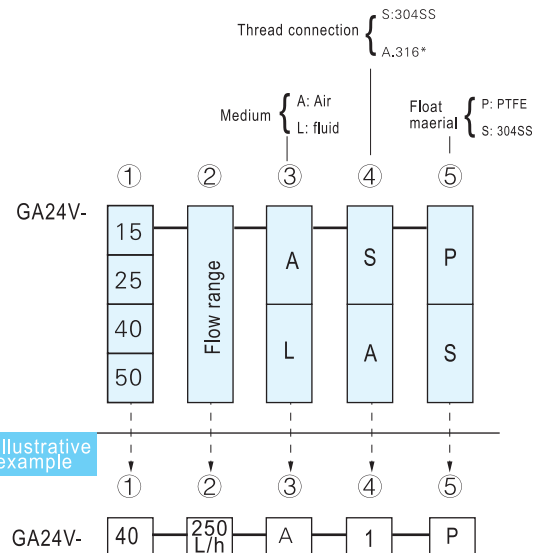 Thread connection { S:304SS
A.316*
Medium { A: Air
L: fluid
Float
maerial { P: PTFE
S: 304SS
① ② ③ ④ ⑤
GA24V-
15
25
40
50
Flow range
A
L
S
A
P
S
Illustrative
example
① ② ③ ④ ⑤
GA24V- 40 250 L/h A 1 P